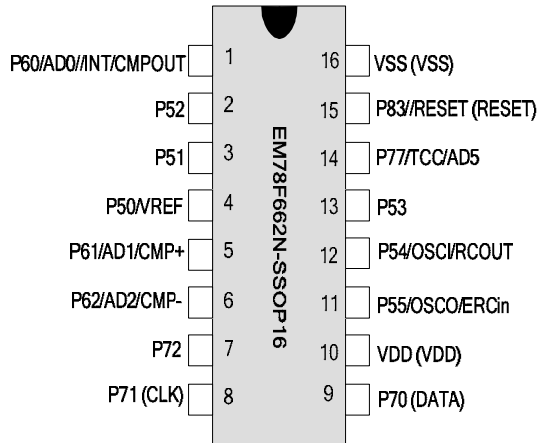 P60/AD0//INT/CMPOUT 1 16 VSS (VSS)
P52 2 15 P83//RESET (RESET)
P51 3 14 P77/TCC/AD5
P50/VREF 4 13 P53
P61/AD1/CMP+ 5 12 P54/OSCI/RCOUT
P62/AD2/CMP- 6 11 P55/OSCO/ERCin
P72 7 10 VDD (VDD)
P71 (CLK) 8 9 P70 (DATA)
EM78F662N-SSOP16